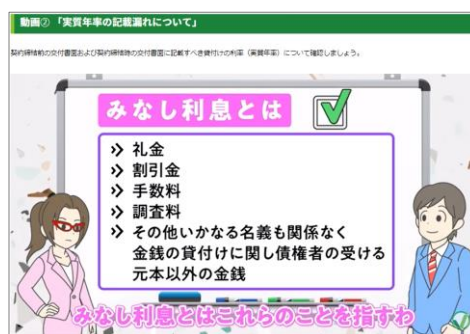 動画② 「実質年率の記載漏れについて」
契約締結前の交付書面および契約締結時の交付書面に記載すべき貸付けの利率（実質年率）について確認しましょう。
みなし利息とは
» 礼金
» 割引金
» 手数料
» 調査料
» その他いかなる名義も関係なく
金銭の貸付けに関し債権者の受ける
元本以外の金銭
みなし利息とはこれらのことを指すわ